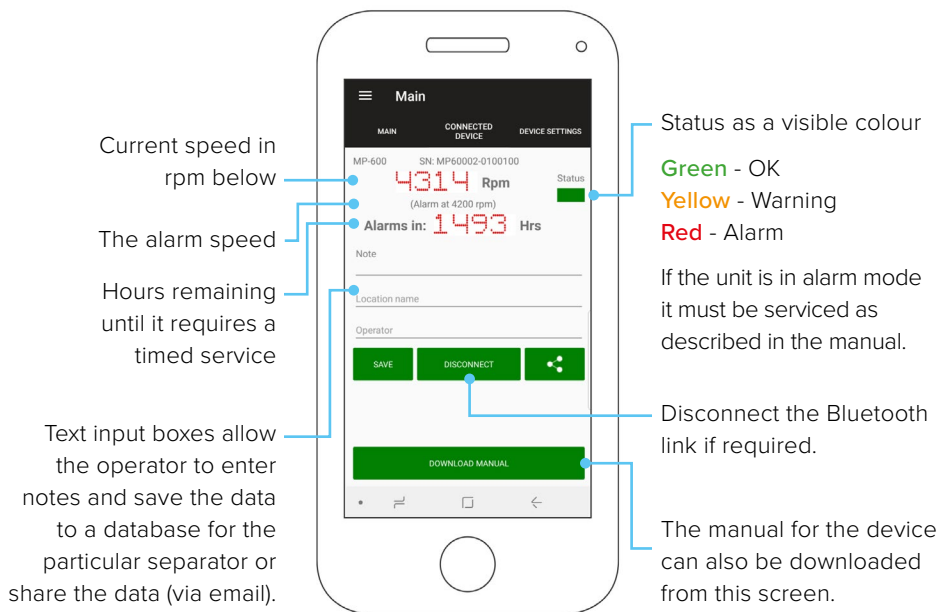 Main
MAIN
CONNECTED
DEVICE
DEVICE SETTINGS
MP-600
SN: MP60002-0100100
4314 Rpm
Status
(Alarm at 4200 rpm)
Alarms in: 1493 Hrs
Note
Location name
Operator
SAVE
DISCONNECT
DOWNLOAD MANUAL
Current speed in
rpm below
The alarm speed
Hours remaining
until it requires a
timed service
Text input boxes allow
the operator to enter
notes and save the data
to a database for the
particular separator or
share the data (via email).
Status as a visible colour
Green - OK
Yellow - Warning
Red - Alarm
If the unit is in alarm mode
it must be serviced as
described in the manual.
Disconnect the Bluetooth
link if required.
The manual for the device
can also be downloaded
from this screen.